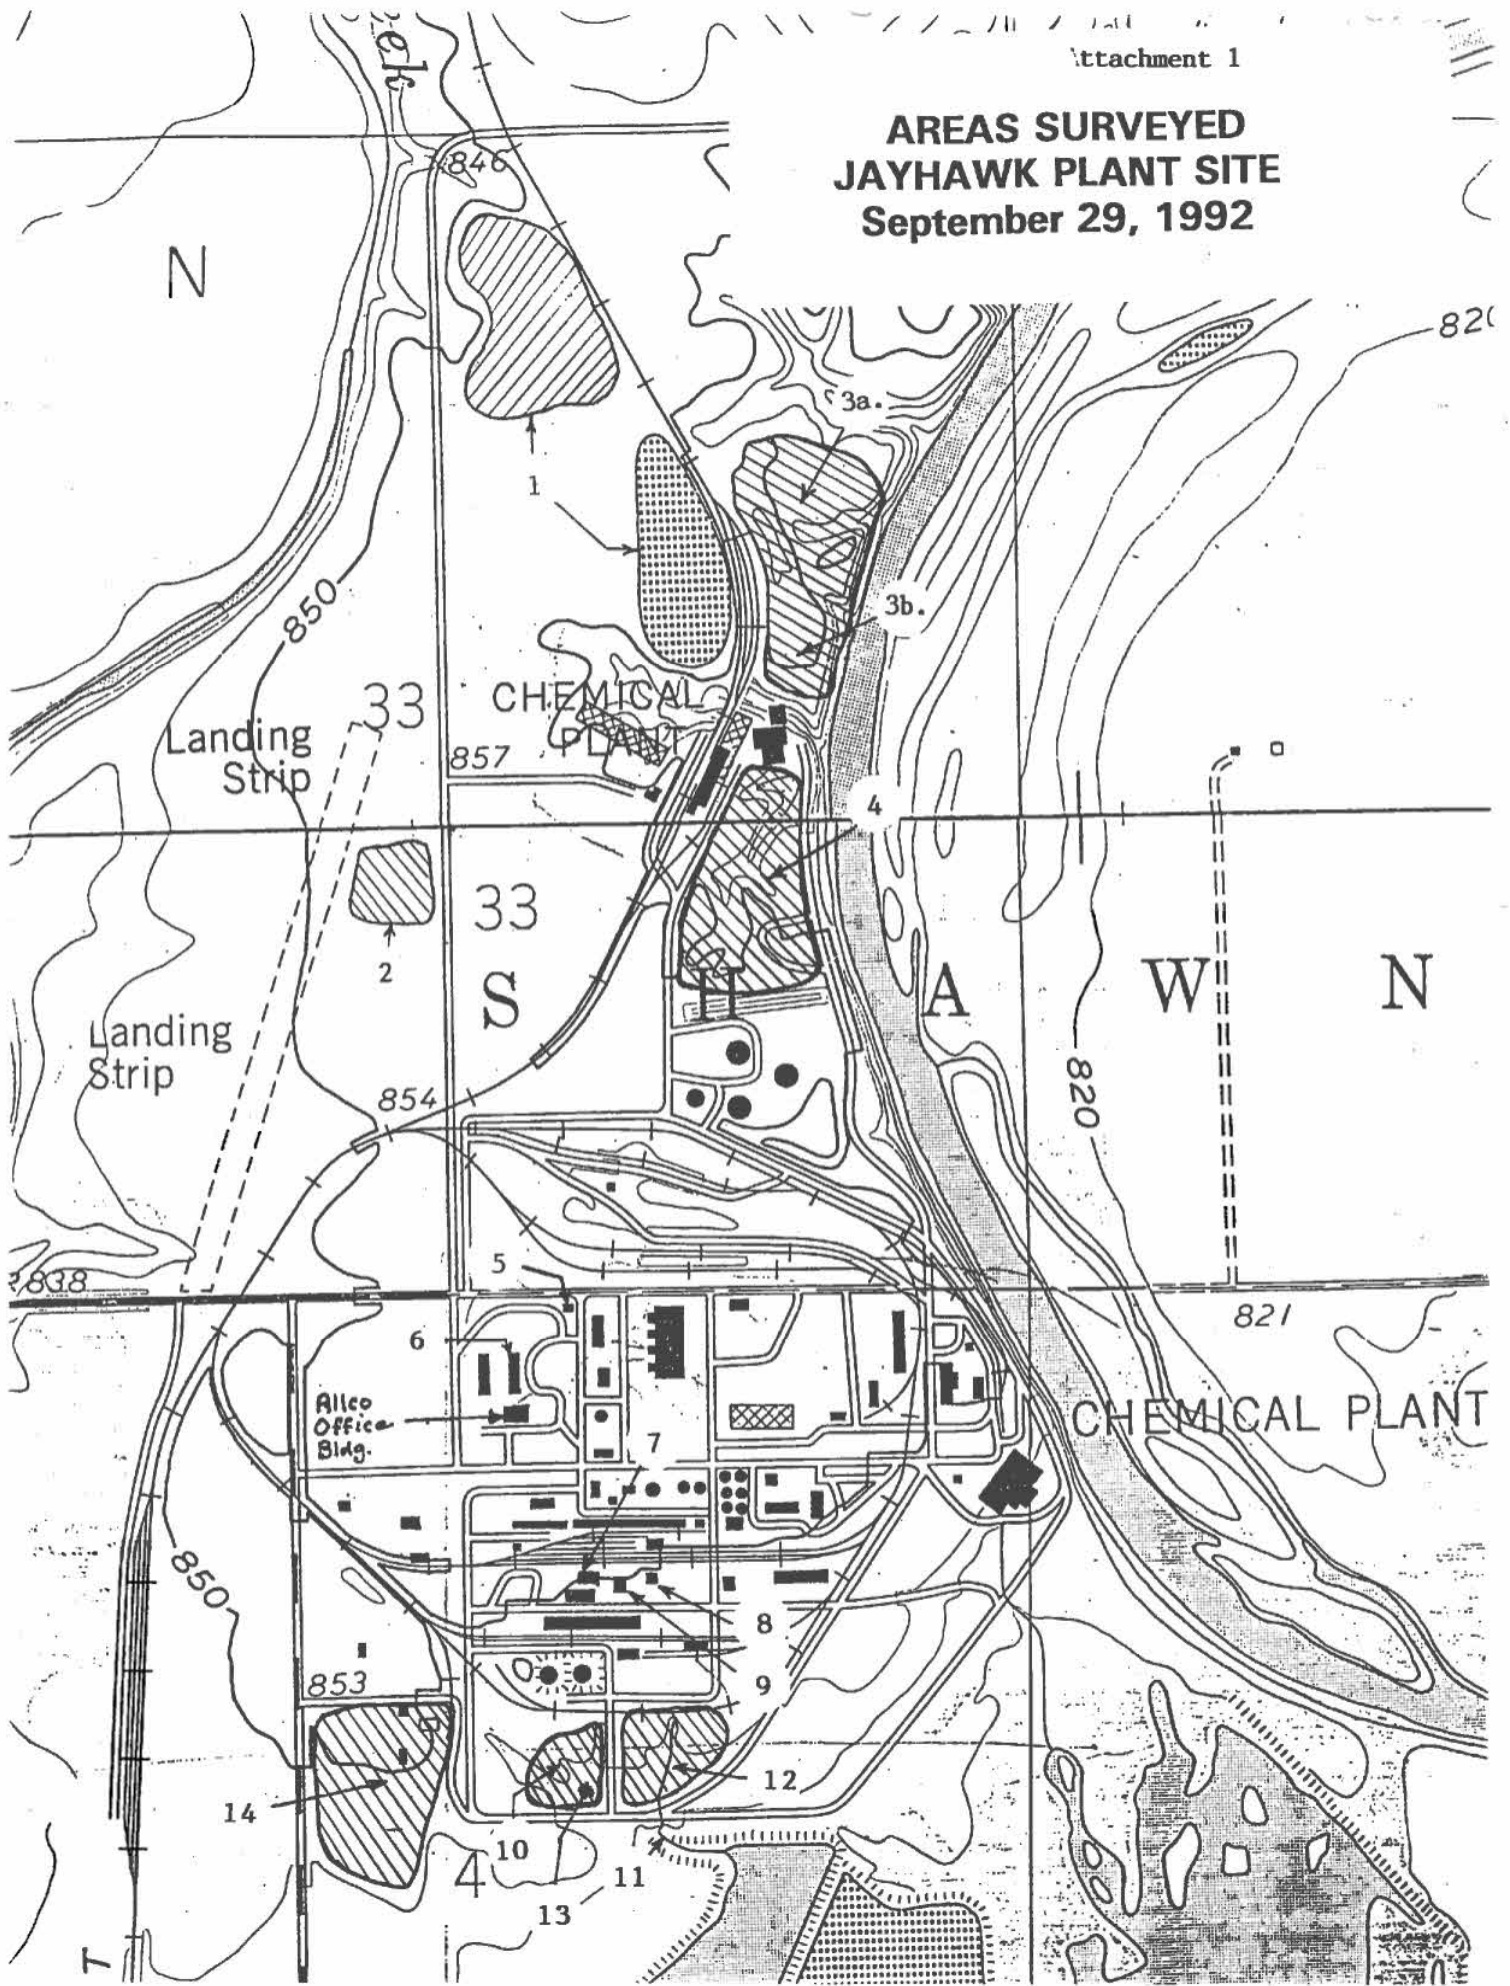 ttachment 1
AREAS SURVEYED
JAYHAWK PLANT SITE
September 29, 1992
eek
846
N
820
3a.
1
3b.
850
33
CHEMICAL
PLANT
Landing
Strip
857
4
33
2
S
H
A
W
N
Landing
Strip
854
820
5
838
821
6
Allco
Office
Bldg.
CHEMICAL PLANT
7
850
8
853
9
12
14
10
4
11
13
T